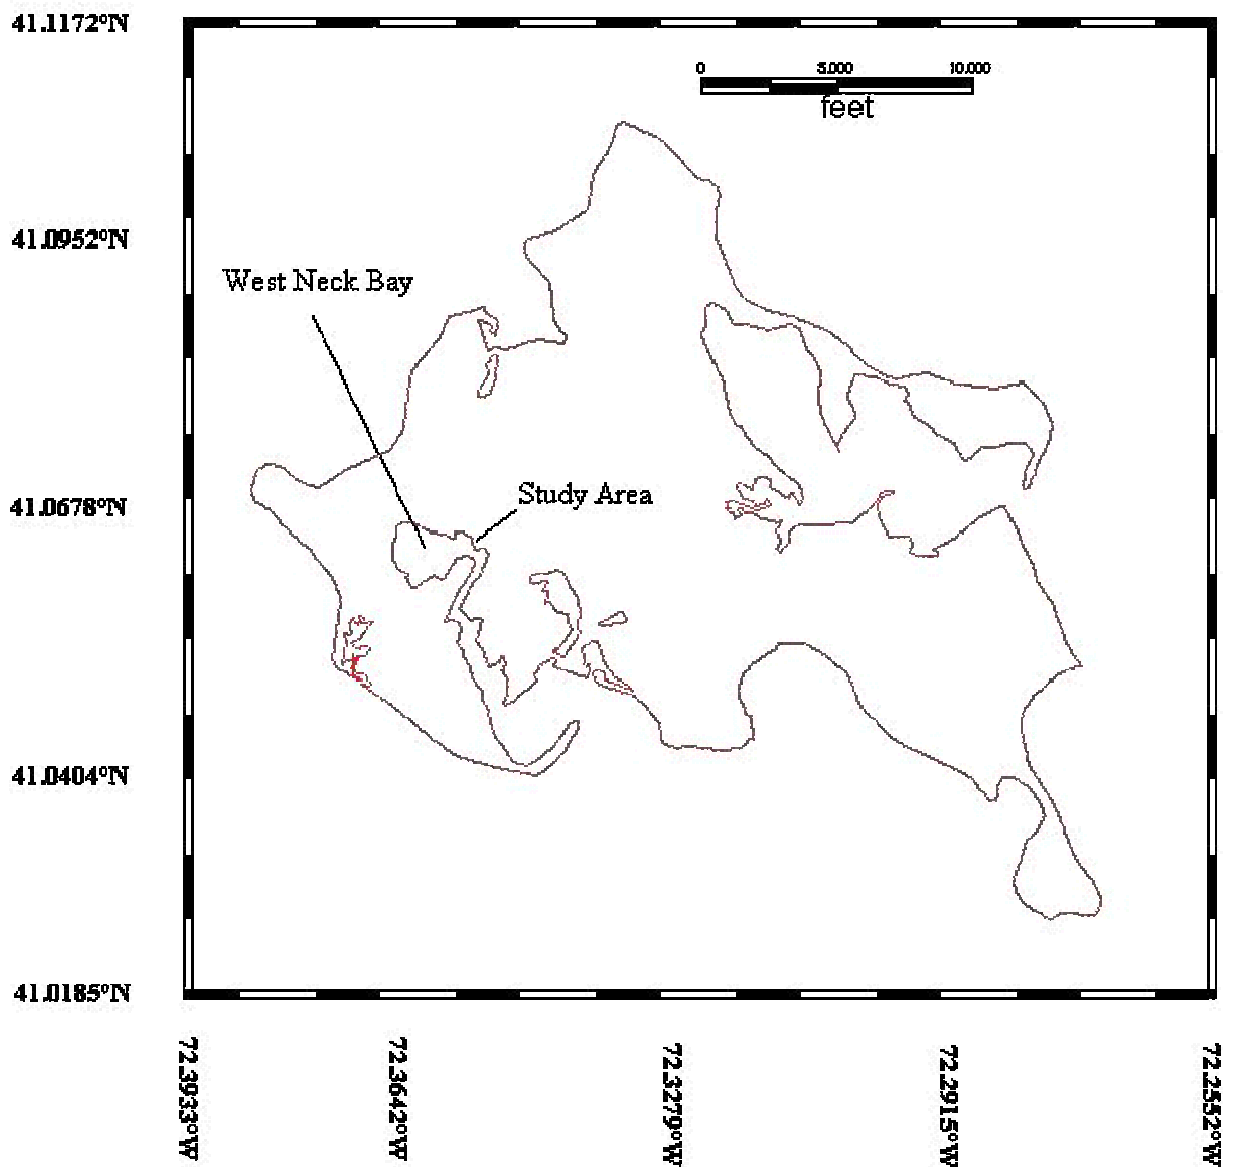 41.1172°N
0 5,000 10,000
feet
41.0952°N
West Neck Bay
41.0678°N
Study Area
41.0404°N
41.0185°N
72.3933°W
72.3642°W
72.3279°W
72.2915°W
72.2552°W